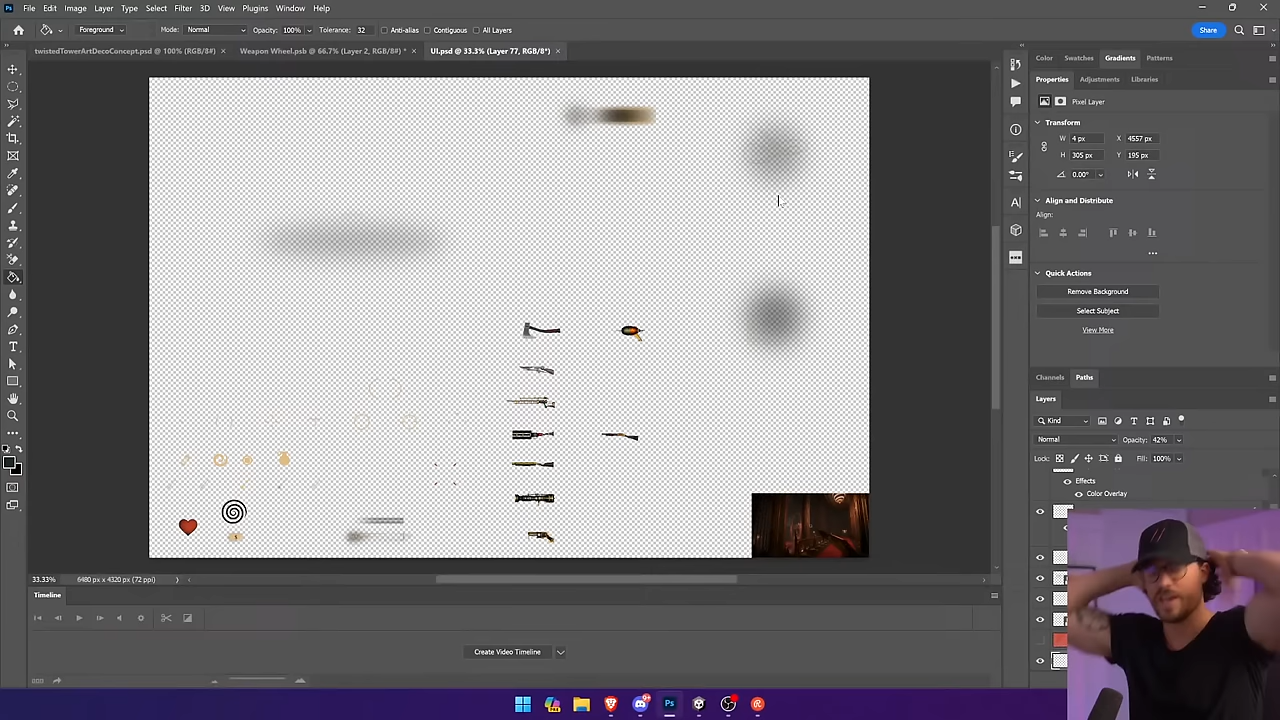 File Edit Image Layer Type Select Filter 3D View Plugins Window Help
Foreground Mode: Normal Opacity: 100% Tolerance: 32 Anti-alias Contiguous All Layers Share
twistedTowerArtDecoConcept.psd @ 100% (RGB/8#) × Weapon Wheel.psb @ 66.7% (Layer 2, RGB/8#) * × UI.psd @ 33.3% (Layer 77, RGB/8*) ×
Color Swatches Gradients Patterns
Properties Adjustments Libraries
Pixel Layer
Transform
W 4 px X 4557 px
H 305 px Y 195 px
0.00°
Align and Distribute
Align:
Quick Actions
Remove Background
Select Subject
View More
Channels Paths
Layers
Kind
Normal Opacity: 42%
Lock: Fill: 100%
Effects
Color Overlay
33.33% 6480 px x 4320 px (72 ppi)
Timeline
Create Video Timeline